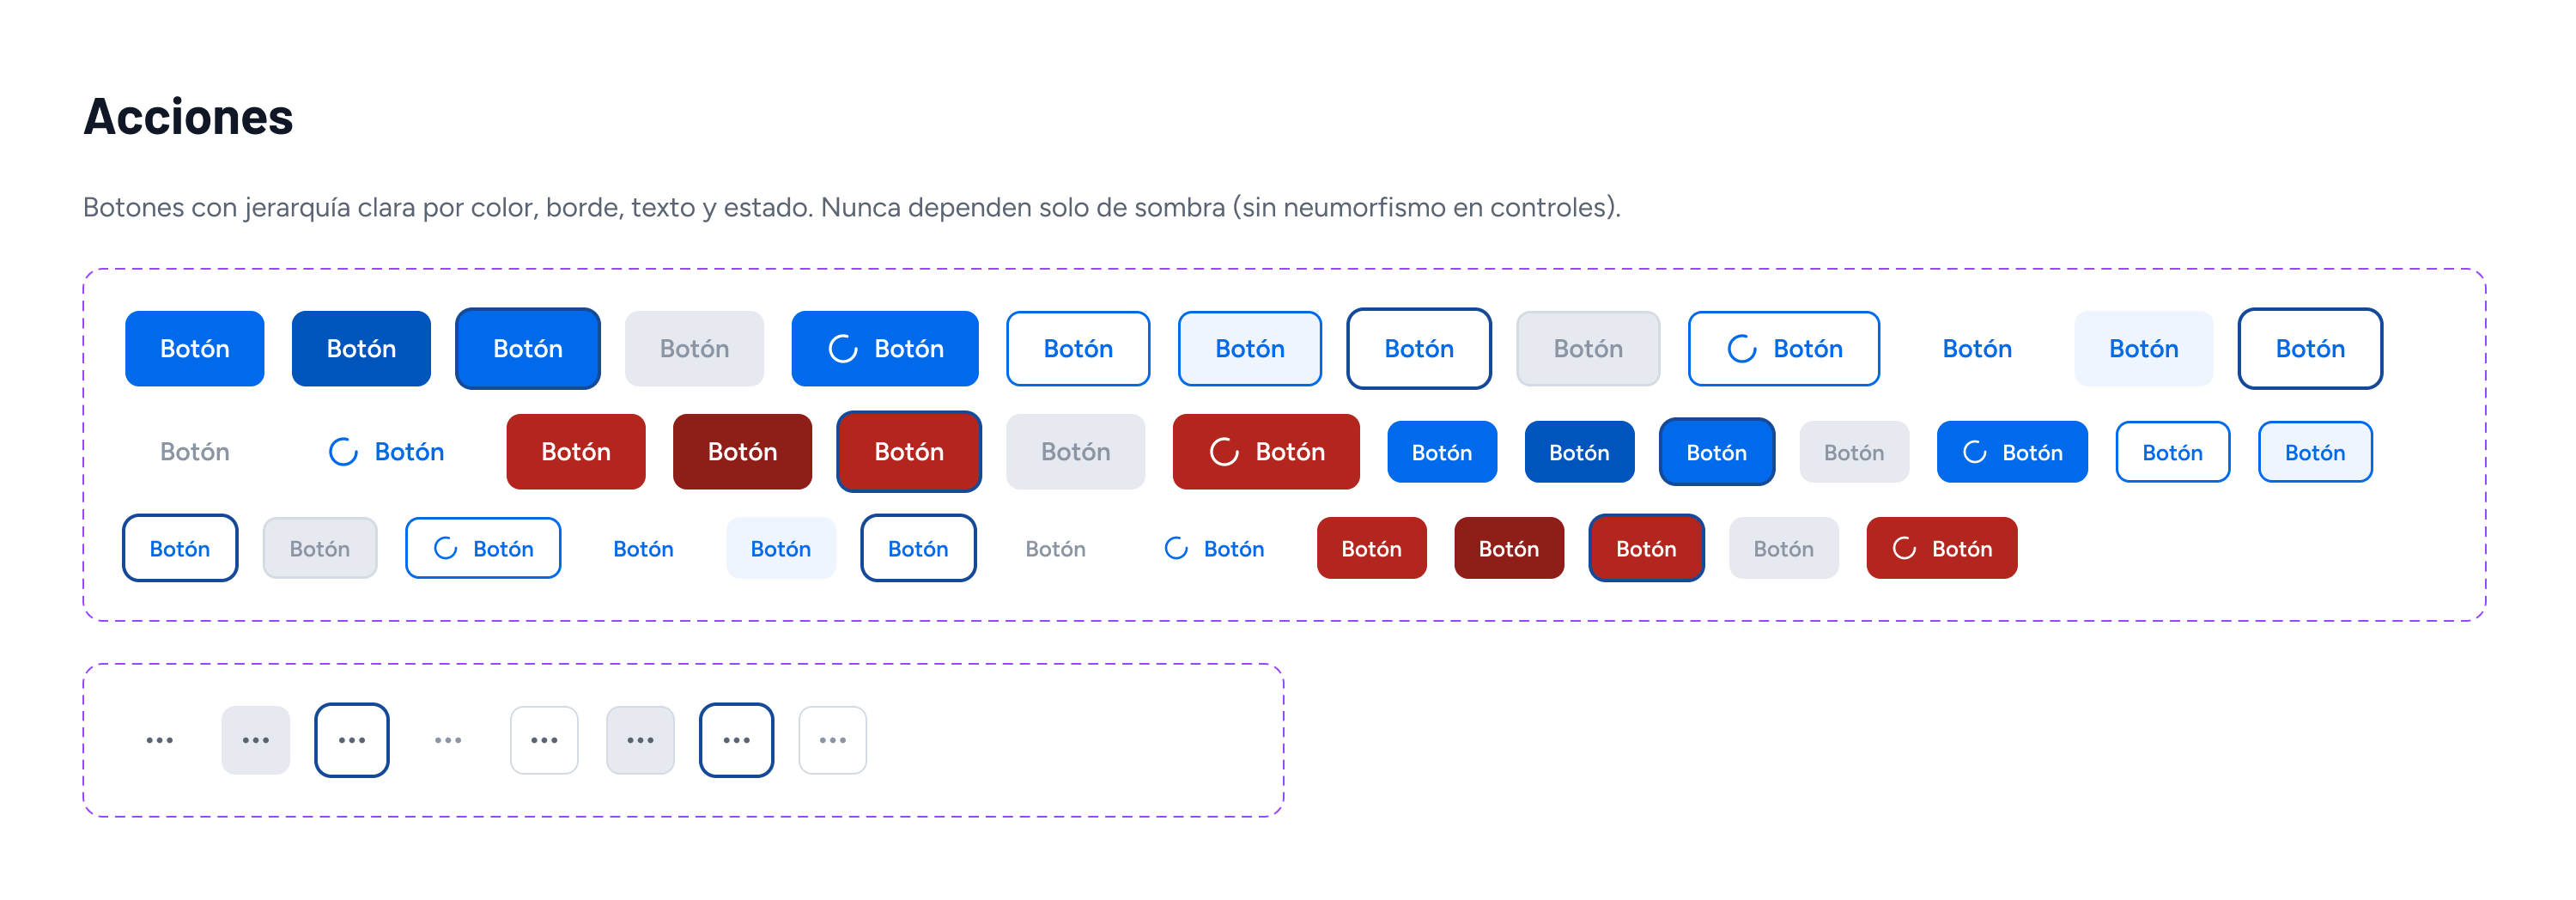 Acciones
Botones con jerarquía clara por color, borde, texto y estado. Nunca dependen solo de sombra (sin neumorfismo en controles).
Botón Botón Botón Botón Botón Botón Botón Botón Botón Botón Botón Botón Botón
Botón Botón Botón Botón Botón Botón Botón Botón Botón Botón Botón Botón Botón Botón
Botón Botón Botón Botón Botón Botón Botón Botón Botón Botón Botón Botón Botón